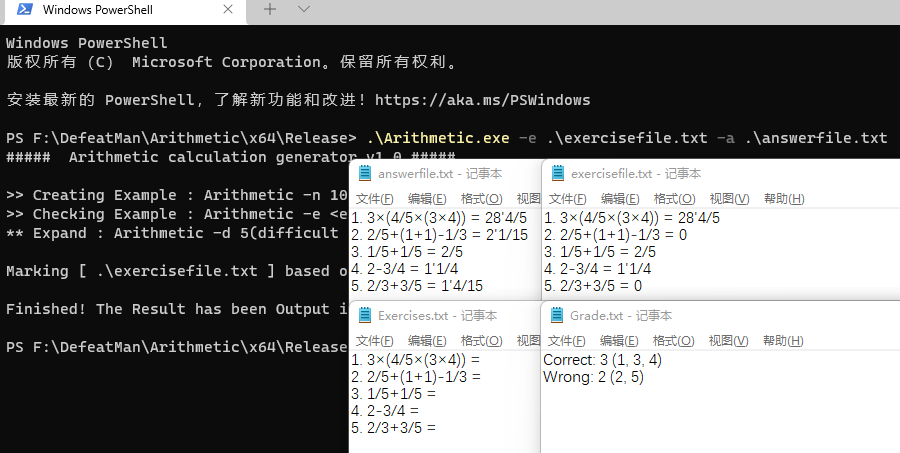 Windows PowerShell
Windows PowerShell
版权所有 (C)  Microsoft Corporation。保留所有权利。
安装最新的 PowerShell，了解新功能和改进！https://aka.ms/PSWindows
PS F:\DefeatMan\Arithmetic\x64\Release> .\Arithmetic.exe -e .\exercisefile.txt -a .\answerfile.txt
#####  Arithmetic calculation generator v1.0 #####
>> Creating Example : Arithmetic -n 10
>> Checking Example : Arithmetic -e <e
** Expand : Arithmetic -d 5(difficult
Marking [ .\exercisefile.txt ] based o
Finished! The Result has been Output i
PS F:\DefeatMan\Arithmetic\x64\Release
answerfile.txt - 记事本
文件(F) 编辑(E) 格式(O) 视图
1. 3×(4/5×(3×4)) = 28'4/5
2. 2/5+(1+1)-1/3 = 2'1/15
3. 1/5+1/5 = 2/5
4. 2-3/4 = 1'1/4
5. 2/3+3/5 = 1'4/15
exercisefile.txt - 记事本
文件(F) 编辑(E) 格式(O) 视图(V) 帮助(H)
1. 3×(4/5×(3×4)) = 28'4/5
2. 2/5+(1+1)-1/3 = 0
3. 1/5+1/5 = 2/5
4. 2-3/4 = 1'1/4
5. 2/3+3/5 = 0
Exercises.txt - 记事本
文件(F) 编辑(E) 格式(O) 视图
1. 3×(4/5×(3×4)) =
2. 2/5+(1+1)-1/3 =
3. 1/5+1/5 =
4. 2-3/4 =
5. 2/3+3/5 =
Grade.txt - 记事本
文件(F) 编辑(E) 格式(O) 视图(V) 帮助(H)
Correct: 3 (1, 3, 4)
Wrong: 2 (2, 5)